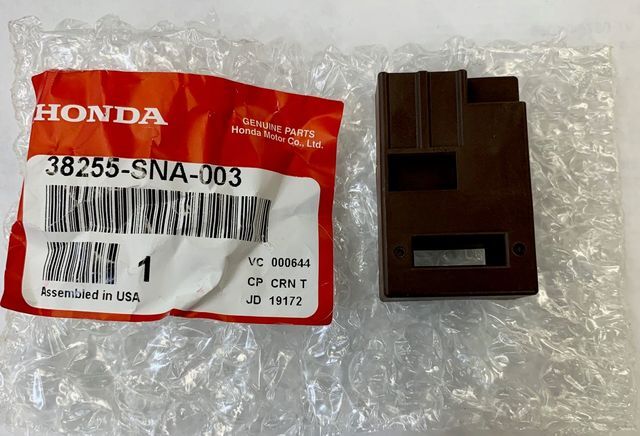 HONDA
GENUINE PARTS
Honda Motor Co., Ltd.
38255-SNA-003
1
VC 000644
CP CRN T
JD 19172
Assembled in USA